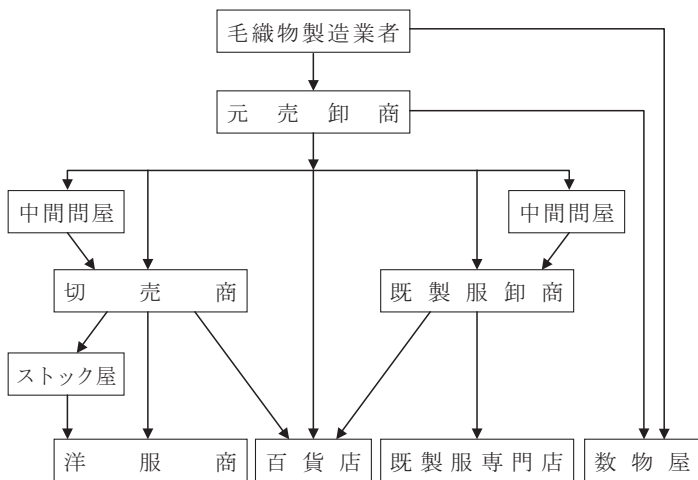 毛織物製造業者
元売卸商
中間問屋
中間問屋
切売商
既製服卸商
ストック屋
洋服商
百貨店
既製服専門店
数物屋